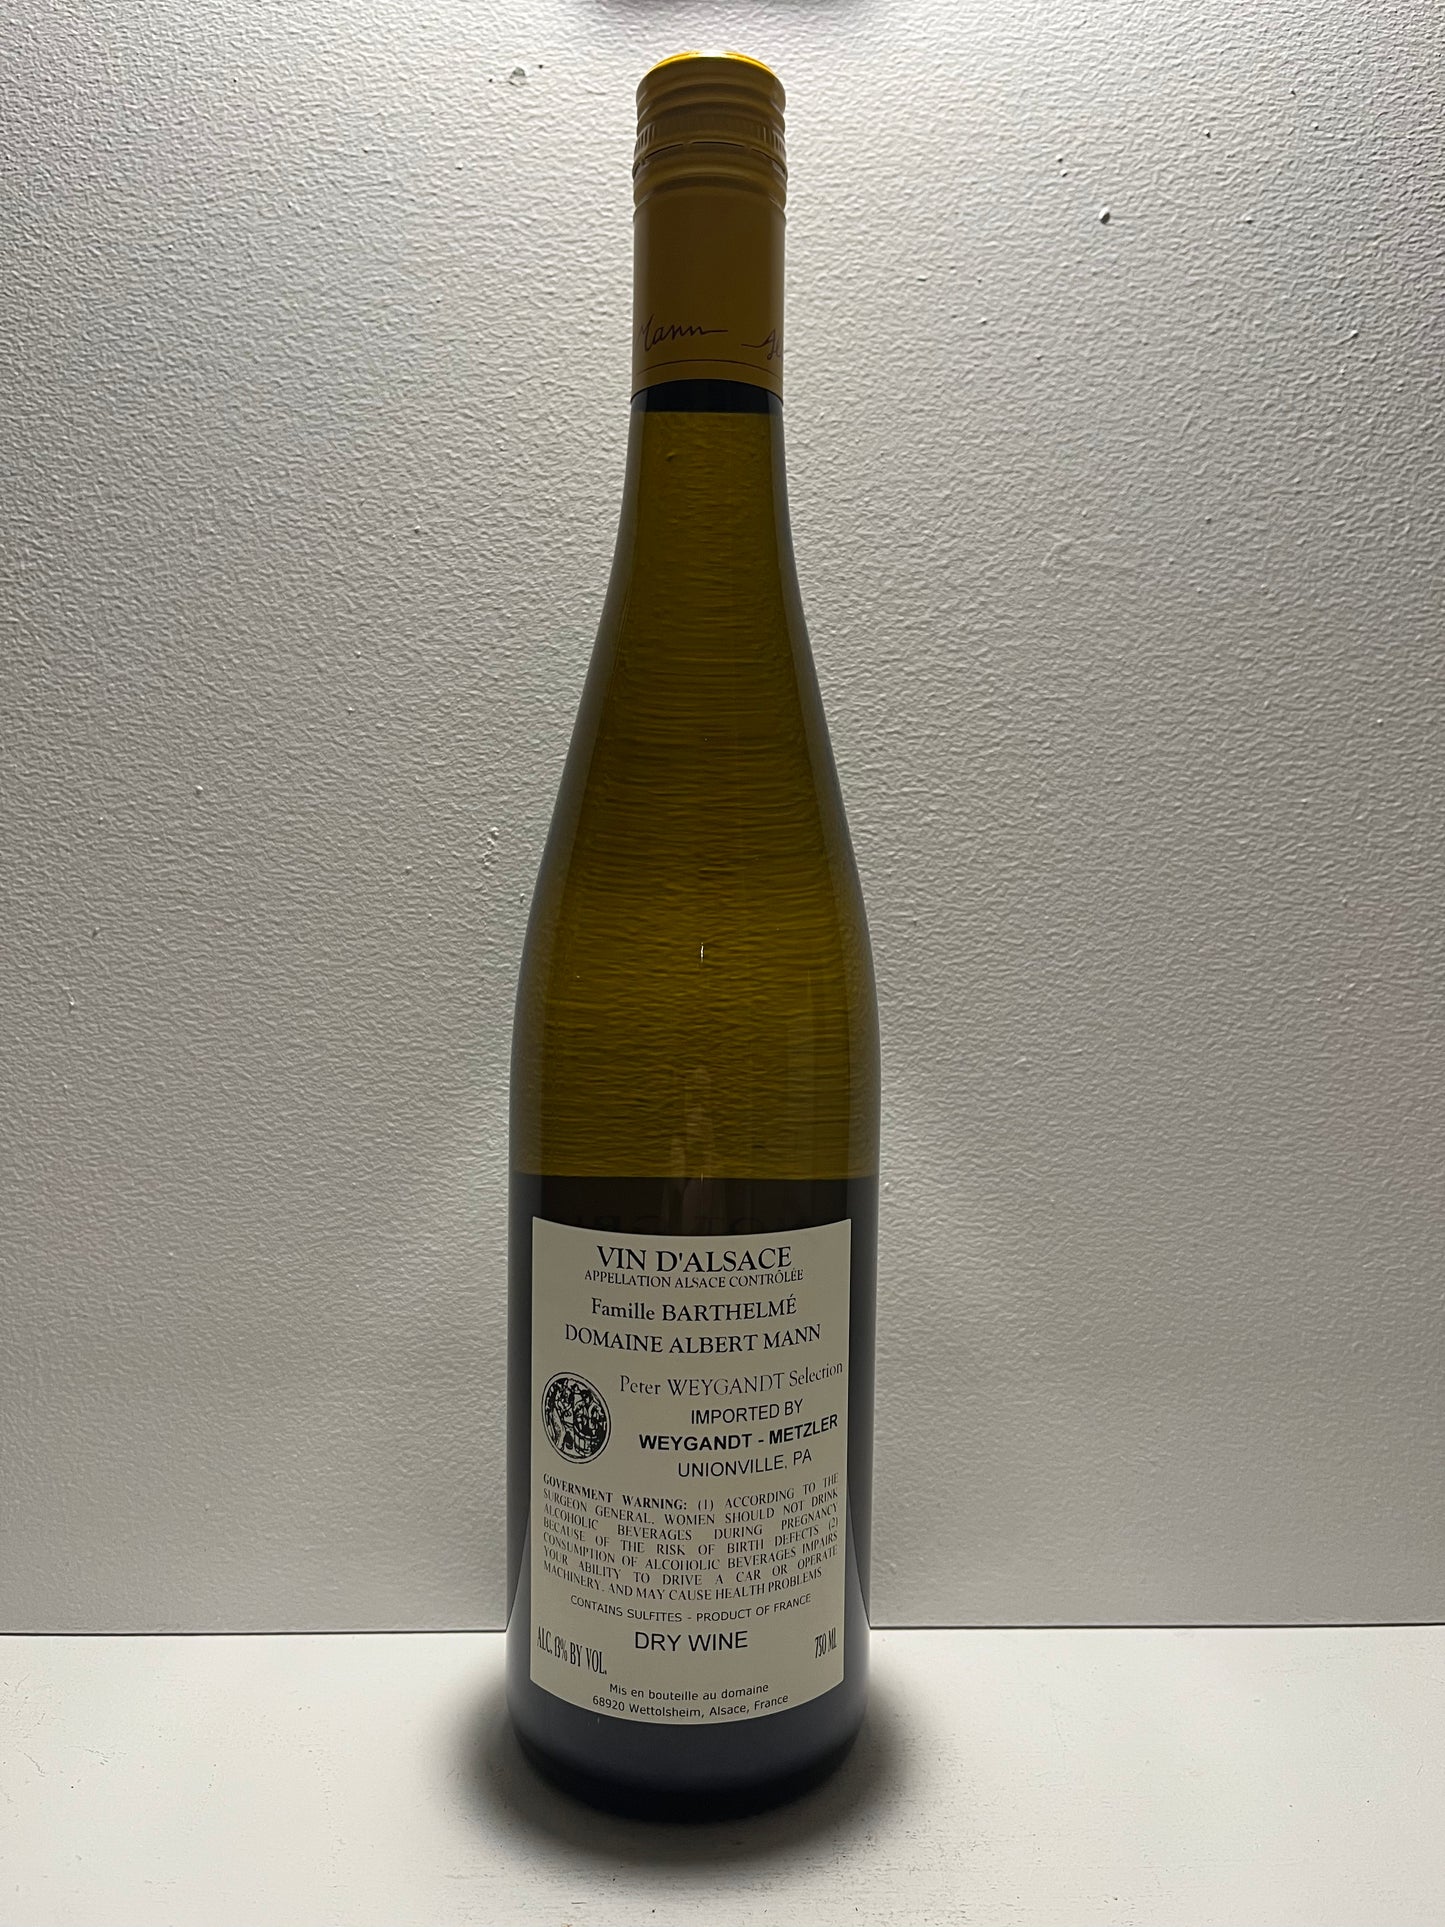 Mann
VIN D'ALSACE
APPELLATION ALSACE CONTRÔLÉE
Famille BARTHELMÉ
DOMAINE ALBERT MANN
Peter WEYGANDT Selection
IMPORTED BY
WEYGANDT - METZLER
UNIONVILLE, PA
GOVERNMENT WARNING: (1) ACCORDING TO THE
SURGEON GENERAL, WOMEN SHOULD NOT DRINK
ALCOHOLIC BEVERAGES DURING PREGNANCY
BECAUSE OF THE RISK OF BIRTH DEFECTS (2)
CONSUMPTION OF ALCOHOLIC BEVERAGES IMPAIRS
YOUR ABILITY TO DRIVE A CAR OR OPERATE
MACHINERY, AND MAY CAUSE HEALTH PROBLEMS
CONTAINS SULFITES - PRODUCT OF FRANCE
ALC. 13% BY VOL. DRY WINE 750 ML
Mis en bouteille au domaine
68920 Wettolsheim, Alsace, France